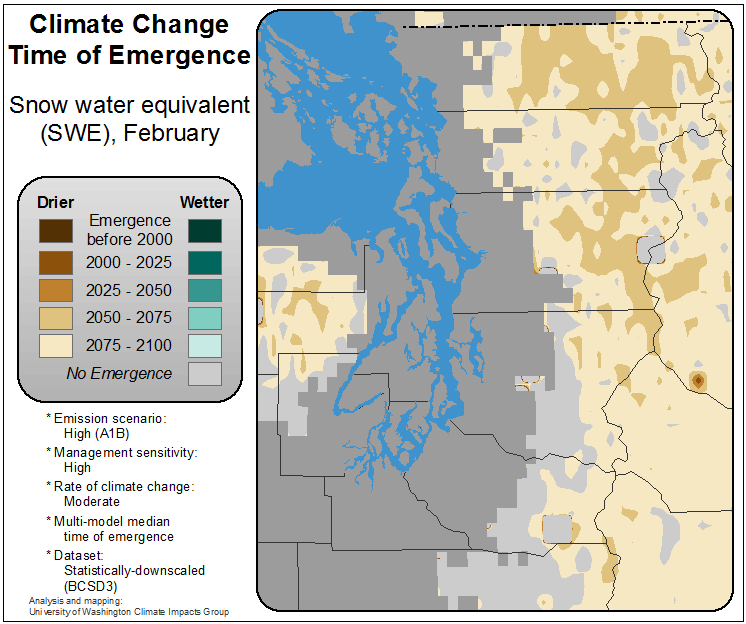 Climate Change
Time of Emergence
Snow water equivalent
(SWE), February
Drier
Wetter
Emergence
before 2000
2000 - 2025
2025 - 2050
2050 - 2075
2075 - 2100
No Emergence
* Emission scenario:
High (A1B)
* Management sensitivity:
High
* Rate of climate change:
Moderate
* Multi-model median
time of emergence
* Dataset:
Statistically-downscaled
(BCSD3)
Analysis and mapping:
University of Washington Climate Impacts Group